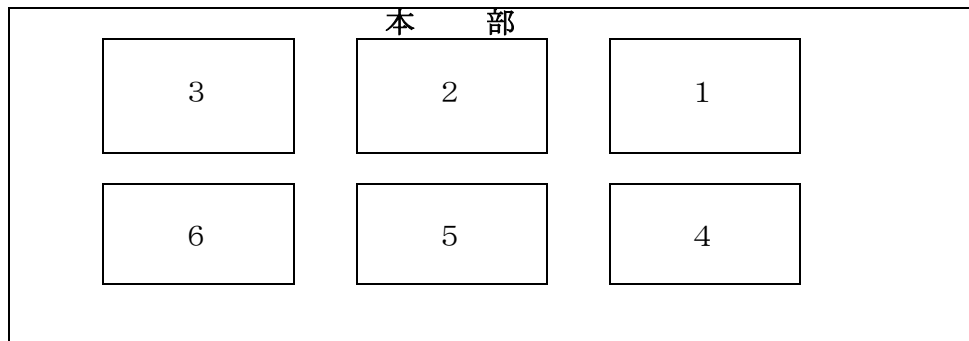 本　　部
３　２　１
６　５　４